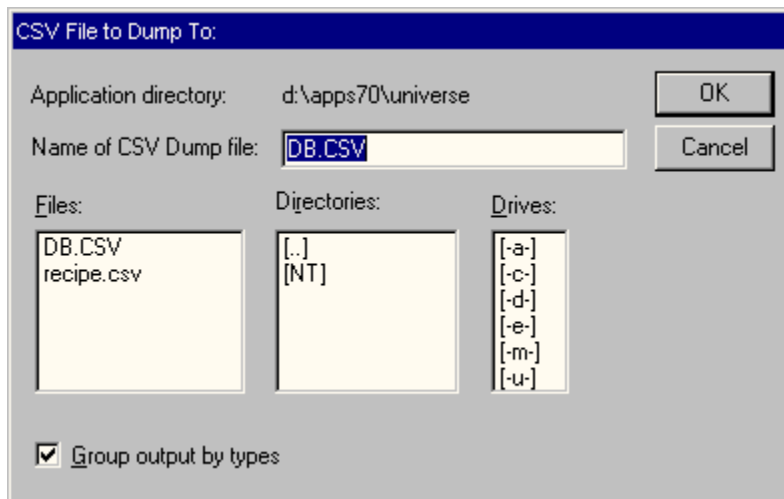 CSV File to Dump To:
Application directory: d:\apps70\universe
OK
Name of CSV Dump file: DB.CSV
Cancel
Files:
Directories:
Drives:
DB.CSV
recipe.csv
[..]
[NT]
[-a-]
[-c-]
[-d-]
[-e-]
[-m-]
[-u-]
Group output by types